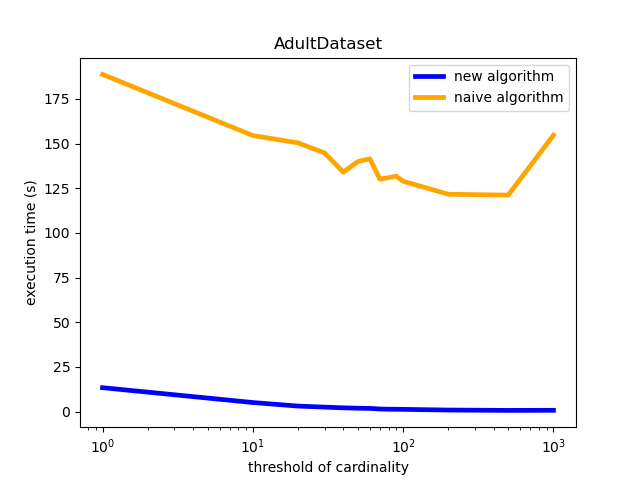 AdultDataset
new algorithm
naive algorithm
execution time (s)
175
150
125
100
75
50
25
0
10⁰ 10¹ 10² 10³
threshold of cardinality